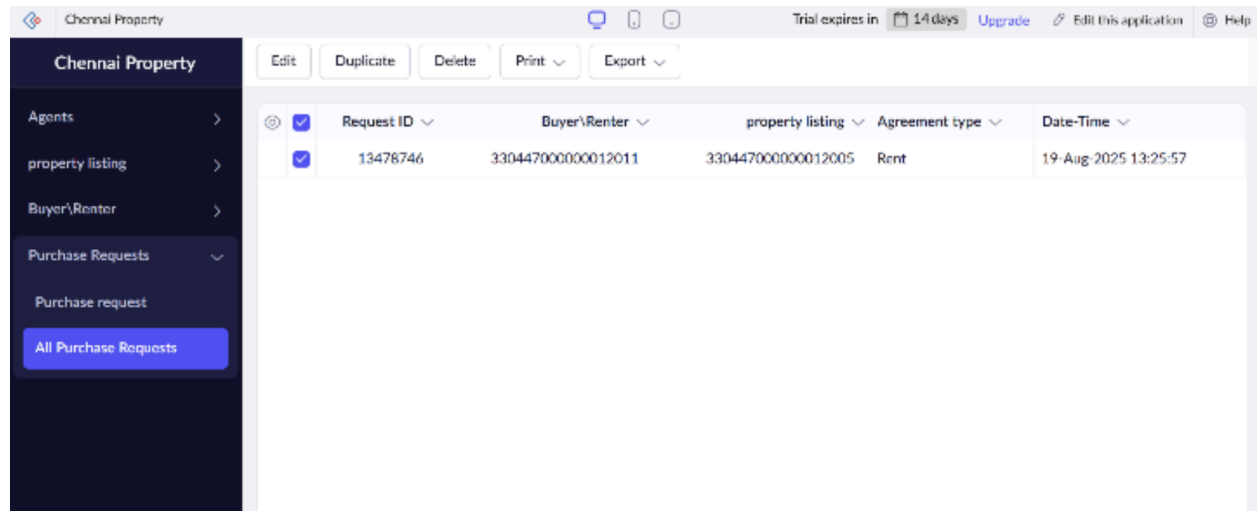 Chennai Property
Trial expires in 14 days Upgrade Edit this application Help
Chennai Property
Edit Duplicate Delete Print Export
Agents
property listing
Buyer\Renter
Purchase Requests
Purchase request
All Purchase Requests
Request ID Buyer\Renter property listing Agreement type Date-Time
13478746 330447000000012011 330447000000012005 Rent 19-Aug-2025 13:25:57